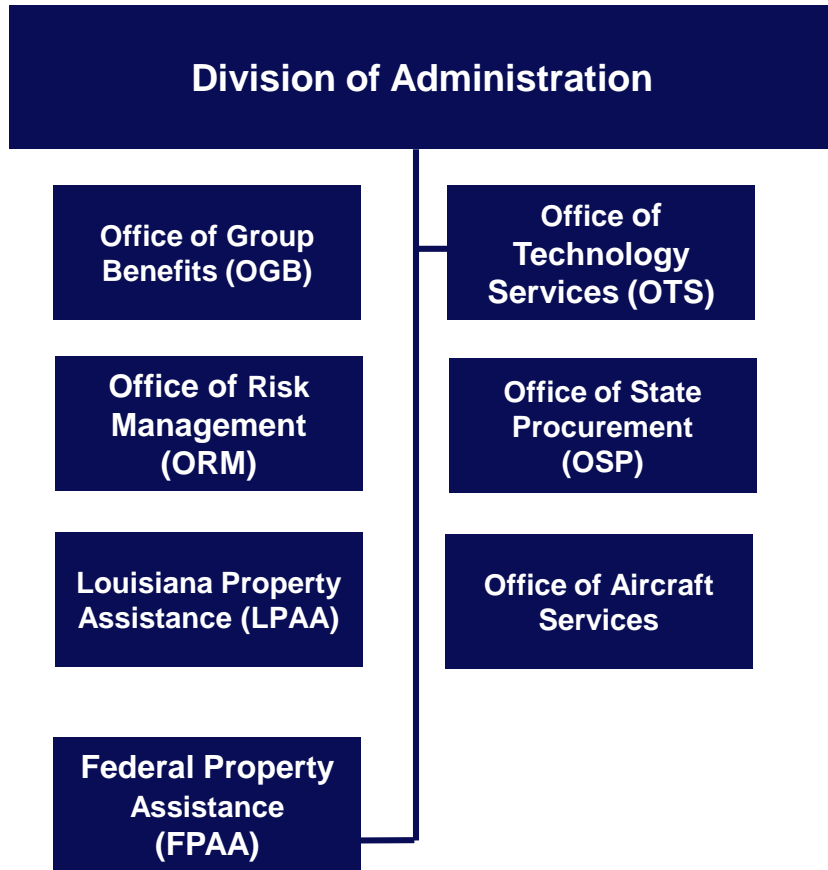 Division of Administration
Office of Group
Benefits (OGB)
Office of
Technology
Services (OTS)
Office of Risk
Management
(ORM)
Office of State
Procurement
(OSP)
Louisiana Property
Assistance (LPAA)
Office of Aircraft
Services
Federal Property
Assistance
(FPAA)